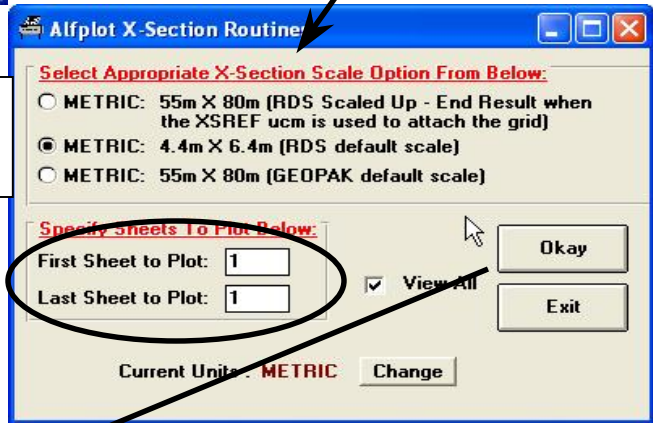 Alfplot X-Section Routines
Select Appropriate X-Section Scale Option From Below:
METRIC: 55m X 80m (RDS Scaled Up - End Result when
the XSREF ucm is used to attach the grid)
METRIC: 4.4m X 6.4m (RDS default scale)
METRIC: 55m X 80m (GEOPAK default scale)
Specify Sheets To Plot Below:
First Sheet to Plot: 1
Last Sheet to Plot: 1
View All
Okay
Exit
Current Units : METRIC Change